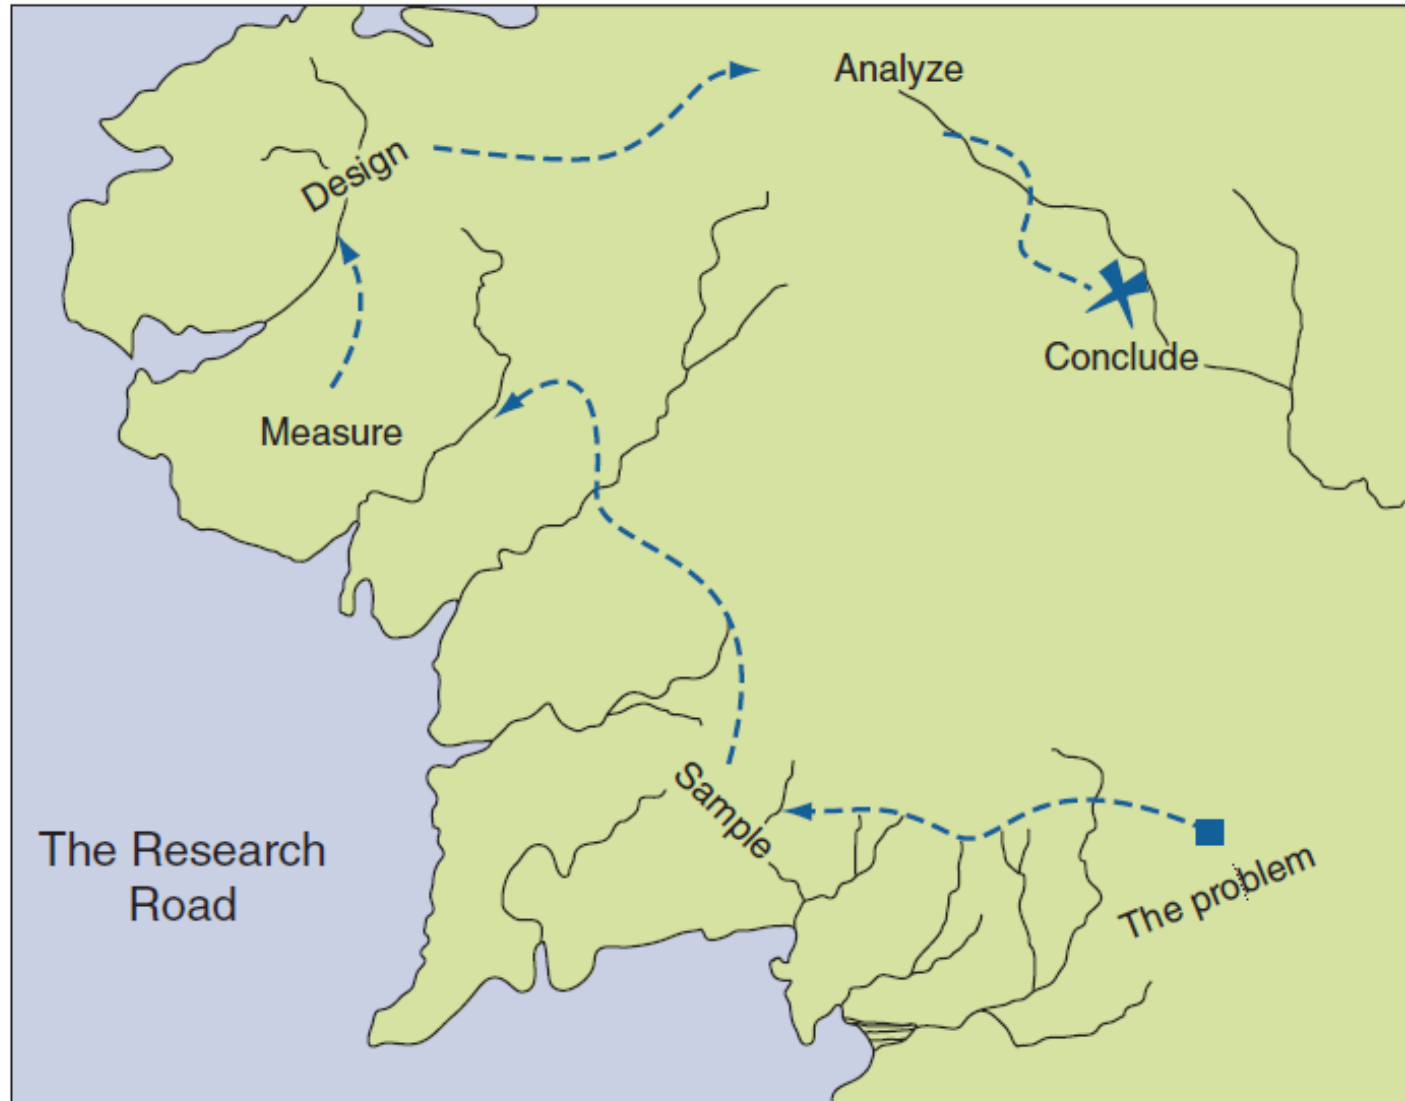 Analyze
Design
Conclude
Measure
Sample
The Research
Road
The problem